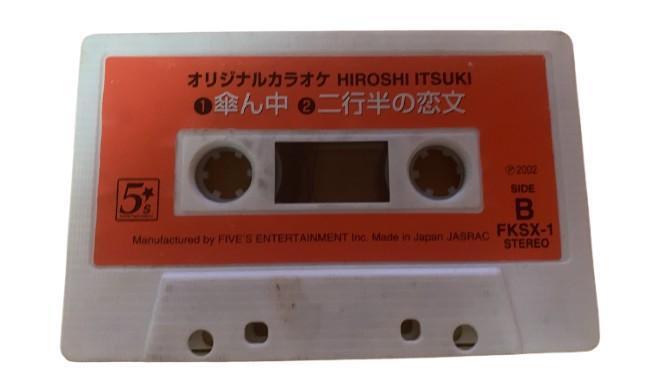 オリジナルカラオケ HIROSHI ITSUKI
❶傘ん中 ❷二行半の恋文
℗2002
5★'s
SIDE
B
FKSX-1
STEREO
Manufactured by FIVE'S ENTERTAINMENT Inc. Made in Japan JASRAC